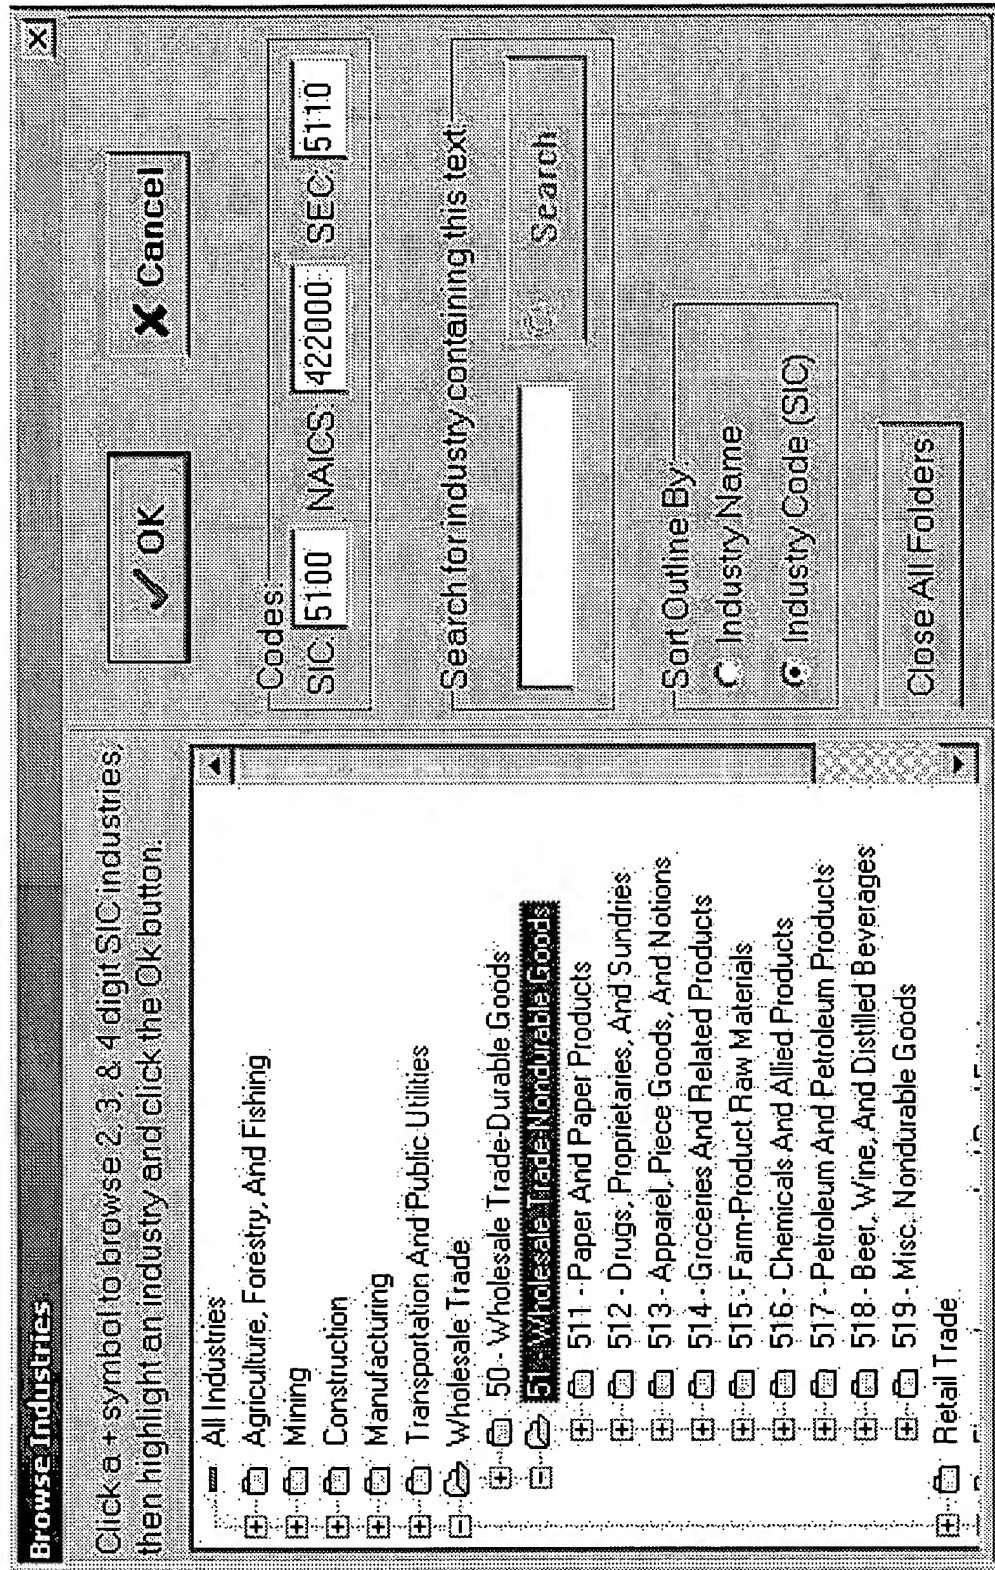 Browse Industries
Click a + symbol to browse 2, 3, & 4 digit SIC industries,
then highlight an industry and click the Ok button.
All Industries
Agriculture, Forestry, And Fishing
Mining
Construction
Manufacturing
Transportation And Public Utilities
Wholesale Trade
50 - Wholesale Trade-Durable Goods
51 - Wholesale Trade-Nondurable Goods
511 - Paper And Paper Products
512 - Drugs, Proprietaries, And Sundries
513 - Apparel, Piece Goods, And Notions
514 - Groceries And Related Products
515 - Farm-Product Raw Materials
516 - Chemicals And Allied Products
517 - Petroleum And Petroleum Products
518 - Beer, Wine, And Distilled Beverages
519 - Misc. Nondurable Goods
Retail Trade
OK
Cancel
Codes:
SIC: 5100 NAICS: 422000 SEC: 5110
Search for industry containing this text:
Search
Sort Outline By:
Industry Name
Industry Code (SIC)
Close All Folders